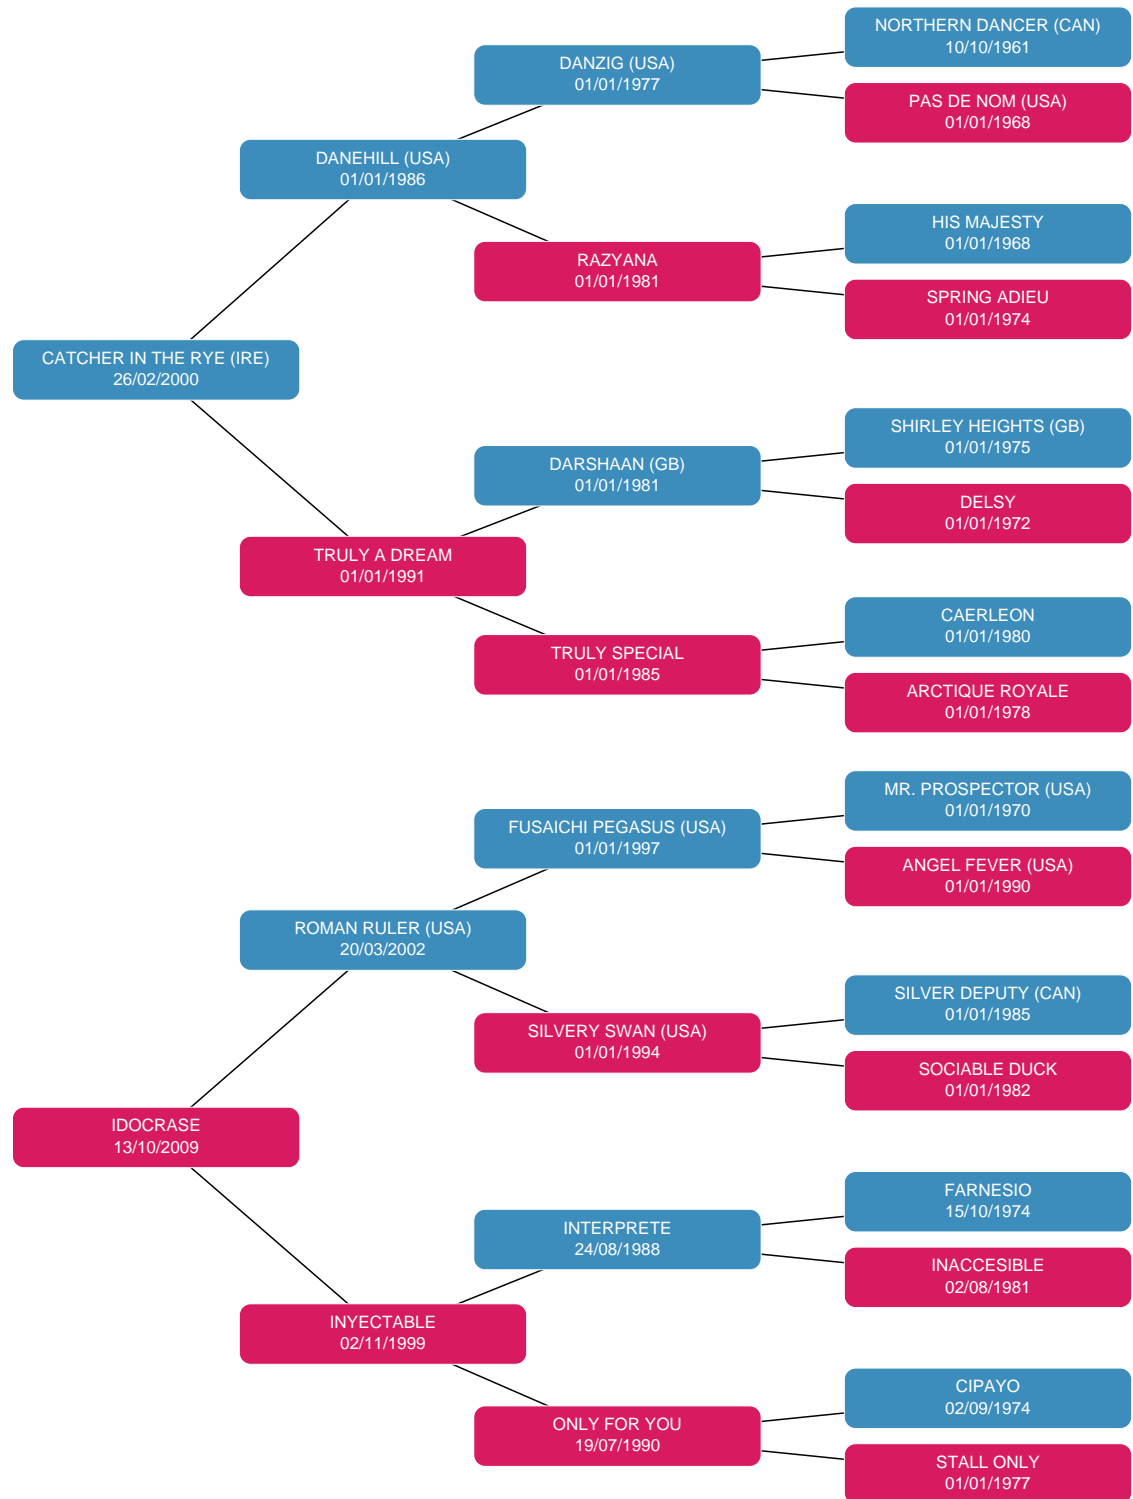 NORTHERN DANCER (CAN)
10/10/1961
DANZIG (USA)
01/01/1977
PAS DE NOM (USA)
01/01/1968
DANEHILL (USA)
01/01/1986
HIS MAJESTY
01/01/1968
RAZYANA
01/01/1981
SPRING ADIEU
01/01/1974
CATCHER IN THE RYE (IRE)
26/02/2000
SHIRLEY HEIGHTS (GB)
01/01/1975
DARSHAAN (GB)
01/01/1981
DELSY
01/01/1972
TRULY A DREAM
01/01/1991
CAERLEON
01/01/1980
TRULY SPECIAL
01/01/1985
ARCTIQUE ROYALE
01/01/1978
MR. PROSPECTOR (USA)
01/01/1970
FUSAICHI PEGASUS (USA)
01/01/1997
ANGEL FEVER (USA)
01/01/1990
ROMAN RULER (USA)
20/03/2002
SILVER DEPUTY (CAN)
01/01/1985
SILVERY SWAN (USA)
01/01/1994
SOCIABLE DUCK
01/01/1982
IDOCRASE
13/10/2009
FARNESIO
15/10/1974
INTERPRETE
24/08/1988
INACCESIBLE
02/08/1981
INYECTABLE
02/11/1999
CIPAYO
02/09/1974
ONLY FOR YOU
19/07/1990
STALL ONLY
01/01/1977